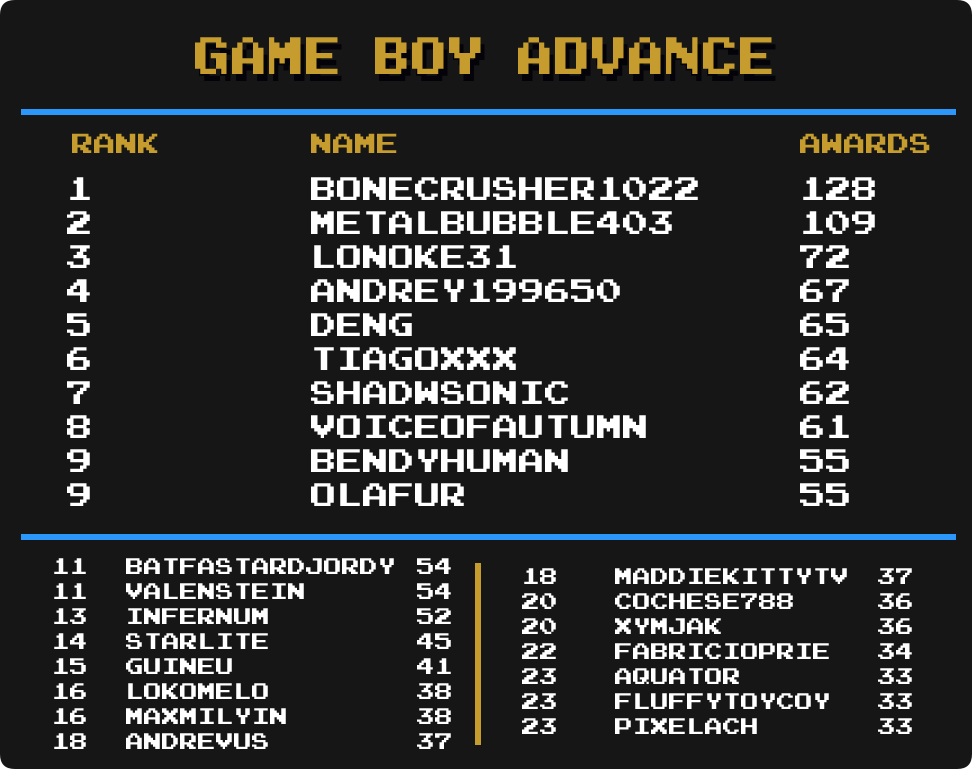 GAME BOY ADVANCE
RANK NAME AWARDS
1 BONECRUSHER1022 128
2 METALBUBBLE403 109
3 LONOKE31 72
4 ANDREY199650 67
5 DENG 65
6 TIAGOXXX 64
7 SHADWSONIC 62
8 VOICEOFAUTUMN 61
9 BENDYHUMAN 55
9 OLAFUR 55
11 BATFASTARDJORDY 54
11 VALENSTEIN 54
13 INFERNUM 52
14 STARLITE 45
15 GUINEU 41
16 LOKOMELO 38
16 MAXMILYIN 38
18 ANDREVUS 37
18 MADDIEKITTYTV 37
20 COCHESE788 36
20 XYMJAK 36
22 FABRICIOPRIE 34
23 AQUATOR 33
23 FLUFFYTOYCOY 33
23 PIXELACH 33